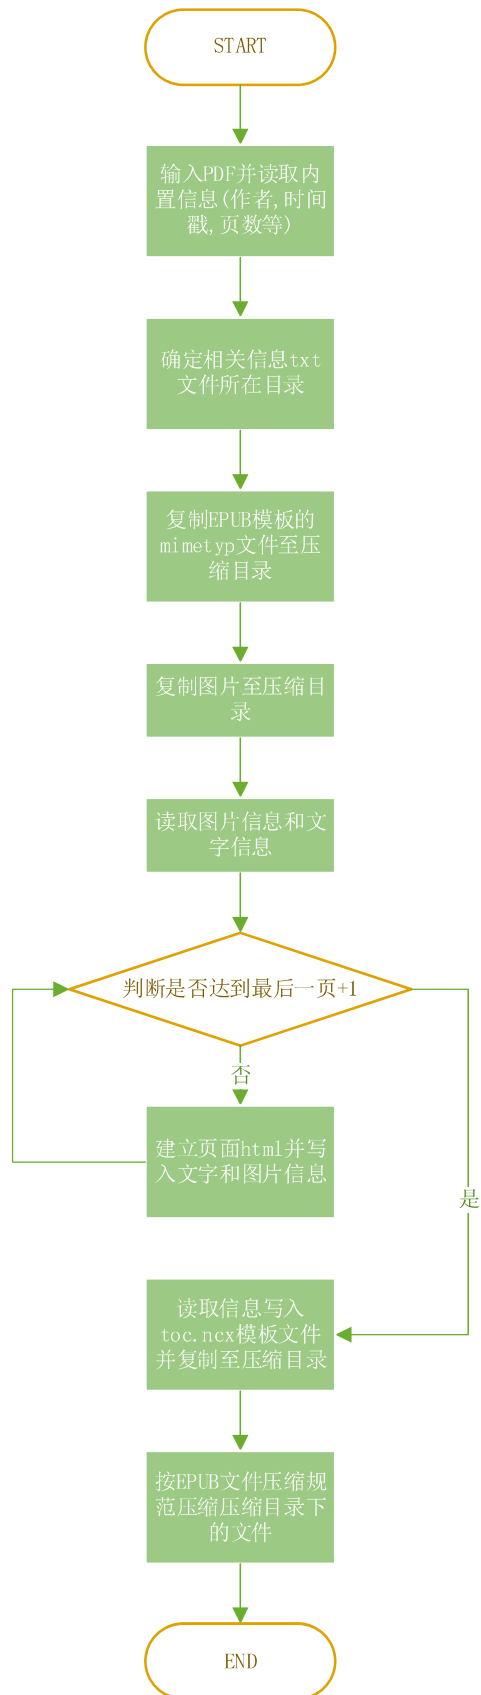 START
输入PDF并读取内
置信息(作者,时间
戳,页数等)
确定相关信息txt
文件所在目录
复制EPUB模板的
mimetyp文件至压
缩目录
复制图片至压缩目
录
读取图片信息和文
字信息
判断是否达到最后一页+1
否
建立页面html并写
入文字和图片信息
是
读取信息写入
toc.ncx模板文件
并复制至压缩目录
按EPUB文件压缩规
范压缩压缩目录下
的文件
END